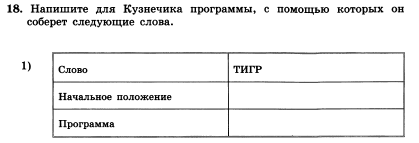 18. Напишите для Кузнечика программы, с помощью которых он
соберет следующие слова.
1)
Слово ТИГР
Начальное положение
Программа